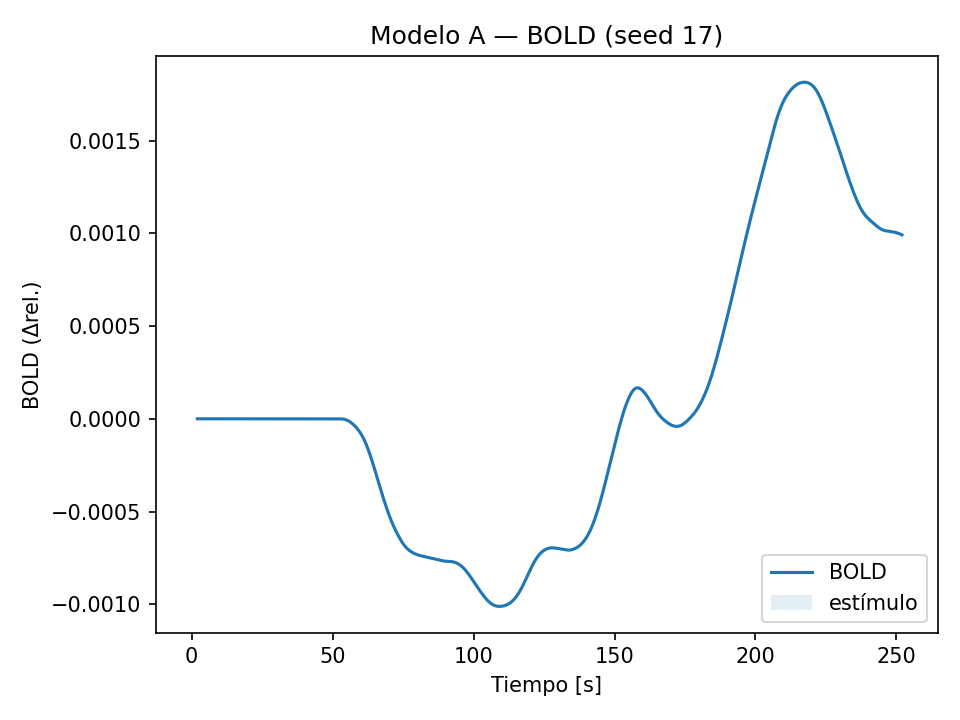 Modelo A — BOLD (seed 17)
BOLD (Δrel.)
0.0015
0.0010
0.0005
0.0000
−0.0005
−0.0010
BOLD
estímulo
0 50 100 150 200 250
Tiempo [s]